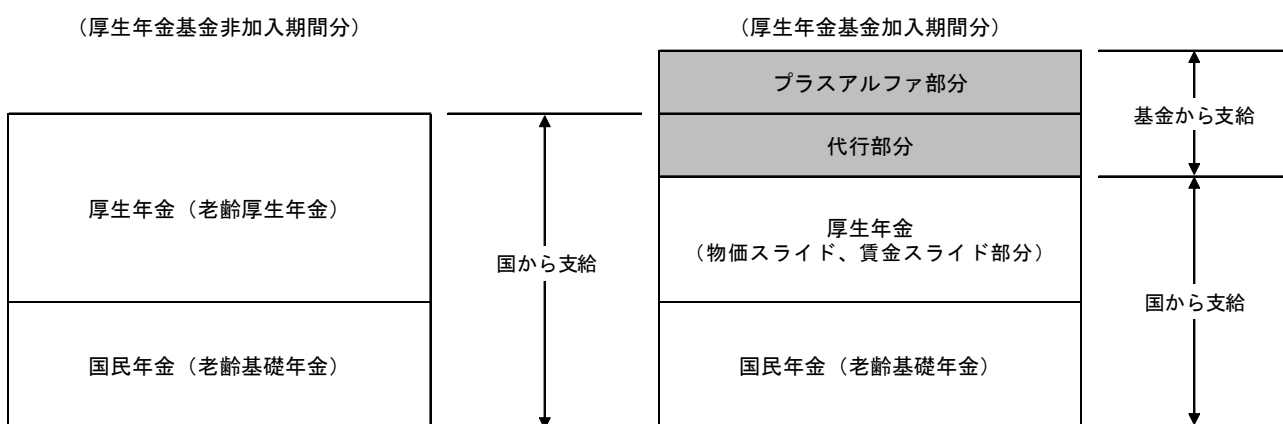 （厚生年金基金非加入期間分）
厚生年金（老齢厚生年金）
国民年金（老齢基礎年金）
国から支給
（厚生年金基金加入期間分）
プラスアルファ部分
代行部分
厚生年金
（物価スライド、賃金スライド部分）
国民年金（老齢基礎年金）
基金から支給
国から支給